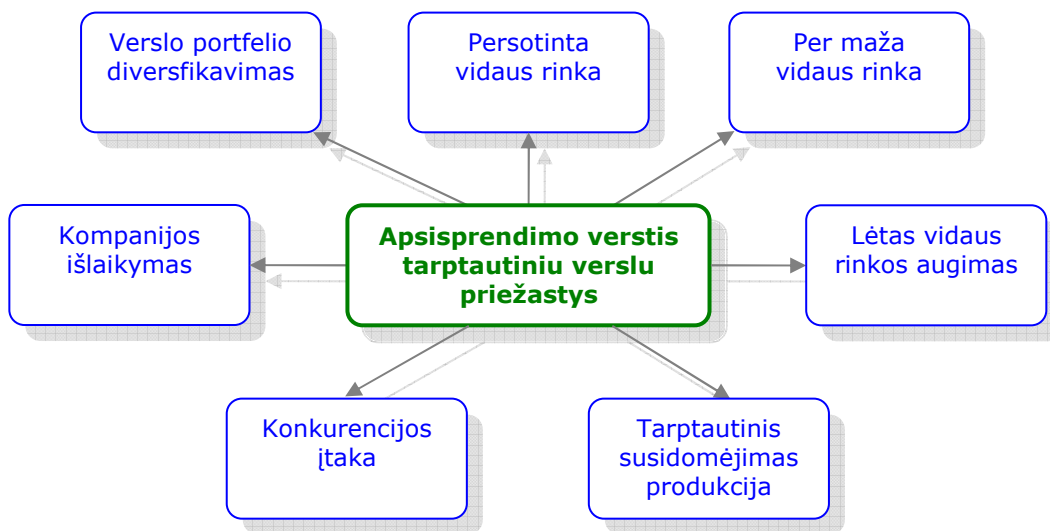 Verslo portfelio
diversfikavimas
Persotinta
vidaus rinka
Per maža
vidaus rinka
Kompanijos
išlaikymas
Apsisprendimo verstis
tarptautiniu verslu
priežastys
Lėtas vidaus
rinkos augimas
Konkurencijos
įtaka
Tarptautinis
susidomėjimas
produkcija